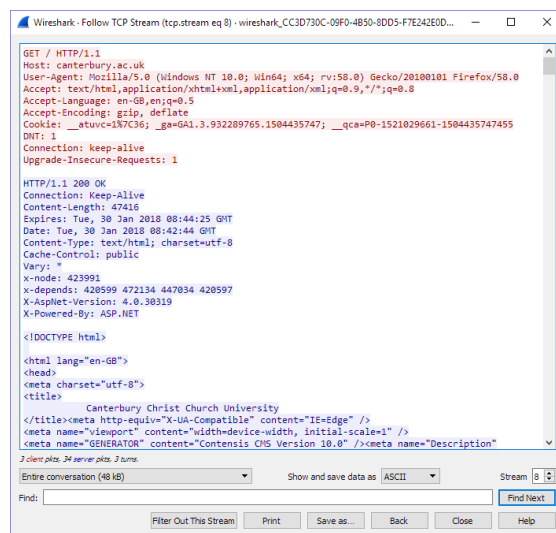 Wireshark · Follow TCP Stream (tcp.stream eq 8) · wireshark_CC3D730C-09F0-4B50-8DD5-F7E242E0D...
GET / HTTP/1.1
Host: canterbury.ac.uk
User-Agent: Mozilla/5.0 (Windows NT 10.0; Win64; x64; rv:58.0) Gecko/20100101 Firefox/58.0
Accept: text/html,application/xhtml+xml,application/xml;q=0.9,*/*;q=0.8
Accept-Language: en-GB,en;q=0.5
Accept-Encoding: gzip, deflate
Cookie: __atuvc=1%7C36; _ga=GA1.3.932289765.1504435747; __qca=P0-1521029661-1504435747455
DNT: 1
Connection: keep-alive
Upgrade-Insecure-Requests: 1
HTTP/1.1 200 OK
Connection: Keep-Alive
Content-Length: 47416
Expires: Tue, 30 Jan 2018 08:44:25 GMT
Date: Tue, 30 Jan 2018 08:42:44 GMT
Content-Type: text/html; charset=utf-8
Cache-Control: public
Vary: *
x-node: 423991
x-depends: 420599 472134 447034 420597
X-AspNet-Version: 4.0.30319
X-Powered-By: ASP.NET
<!DOCTYPE html>
<html lang="en-GB">
<head>
<meta charset="utf-8">
<title>
Canterbury Christ Church University
</title><meta http-equiv="X-UA-Compatible" content="IE=Edge" />
<meta name="viewport" content="width=device-width, initial-scale=1" />
<meta name="GENERATOR" content="Contensis CMS Version 10.0" /><meta name="Description"
3 client pkts, 34 server pkts, 3 turns.
Entire conversation (48 kB) Show and save data as ASCII Stream 8
Find: Find Next
Filter Out This Stream Print Save as... Back Close Help